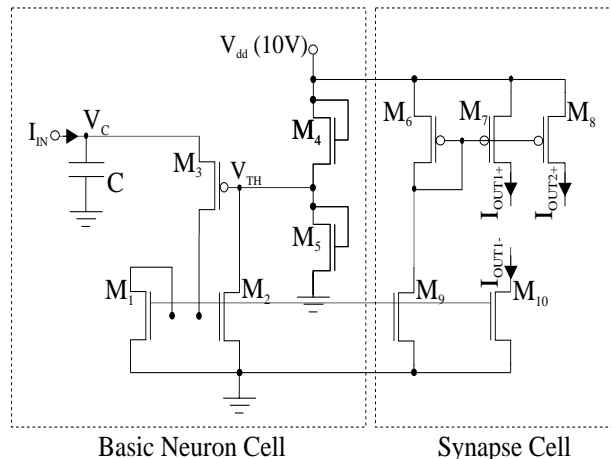 V_dd (10V)
I_IN
V_C
C
M_3
V_TH
M_4
M_5
M_6
M_7
M_8
I_OUT1+
I_OUT2+
I_OUT1-
M_1
M_2
M_9
M_10
Basic Neuron Cell
Synapse Cell